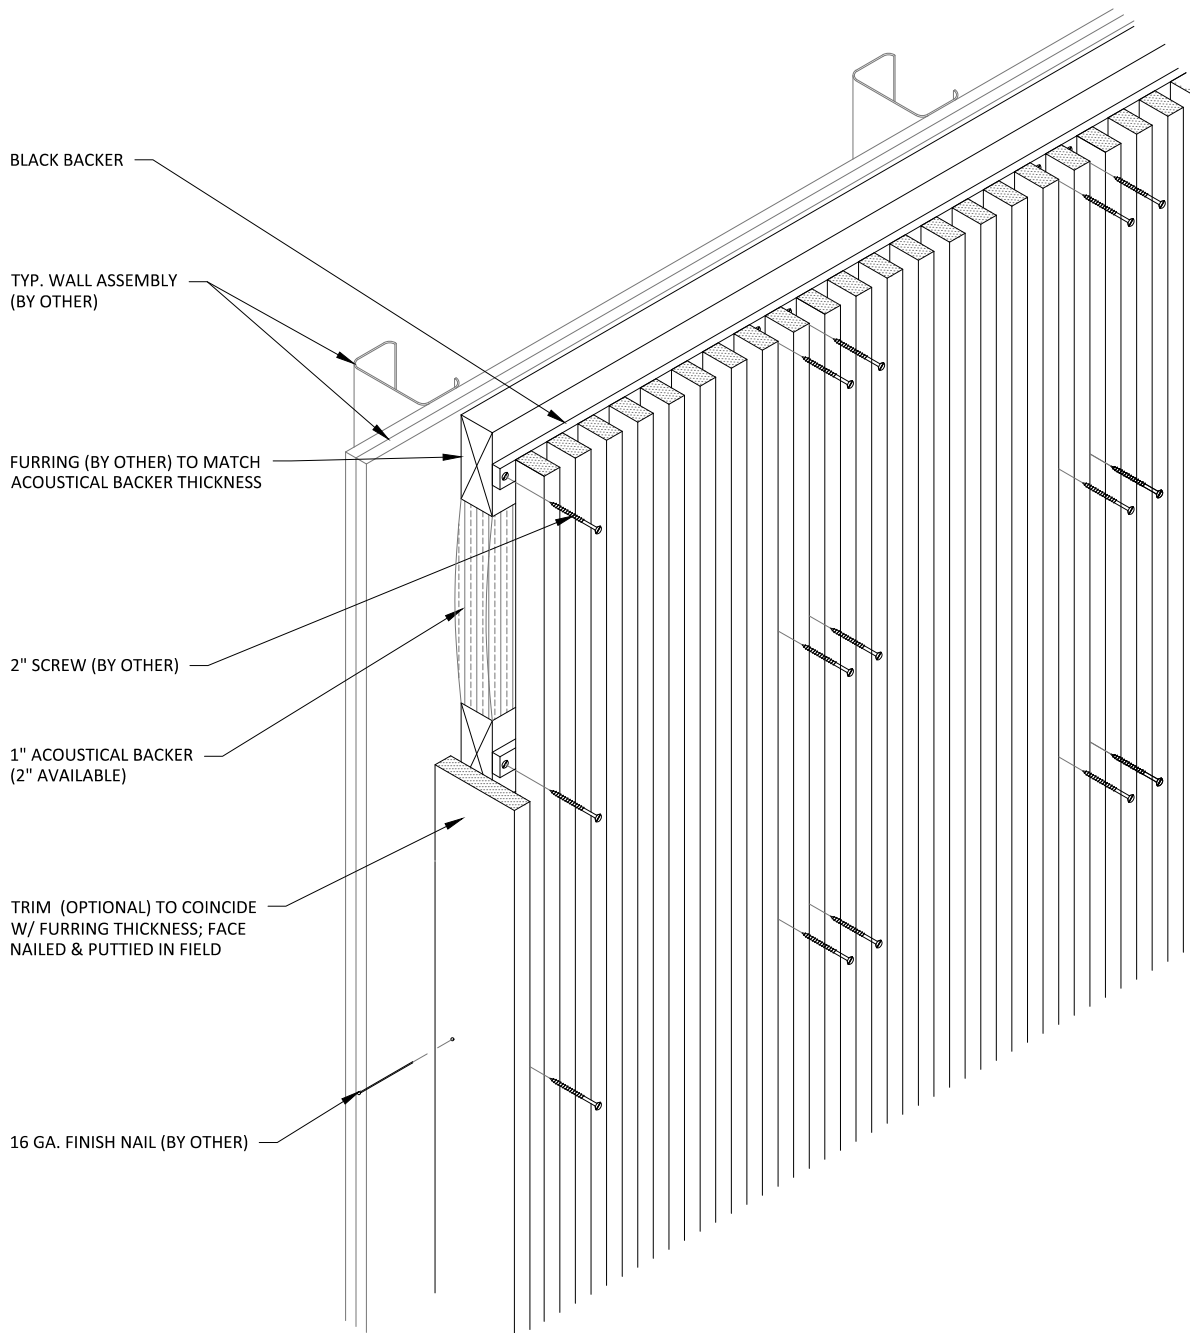 BLACK BACKER
TYP. WALL ASSEMBLY
(BY OTHER)
FURRING (BY OTHER) TO MATCH
ACOUSTICAL BACKER THICKNESS
2" SCREW (BY OTHER)
1" ACOUSTICAL BACKER
(2" AVAILABLE)
TRIM (OPTIONAL) TO COINCIDE
W/ FURRING THICKNESS; FACE
NAILED & PUTTIED IN FIELD
16 GA. FINISH NAIL (BY OTHER)